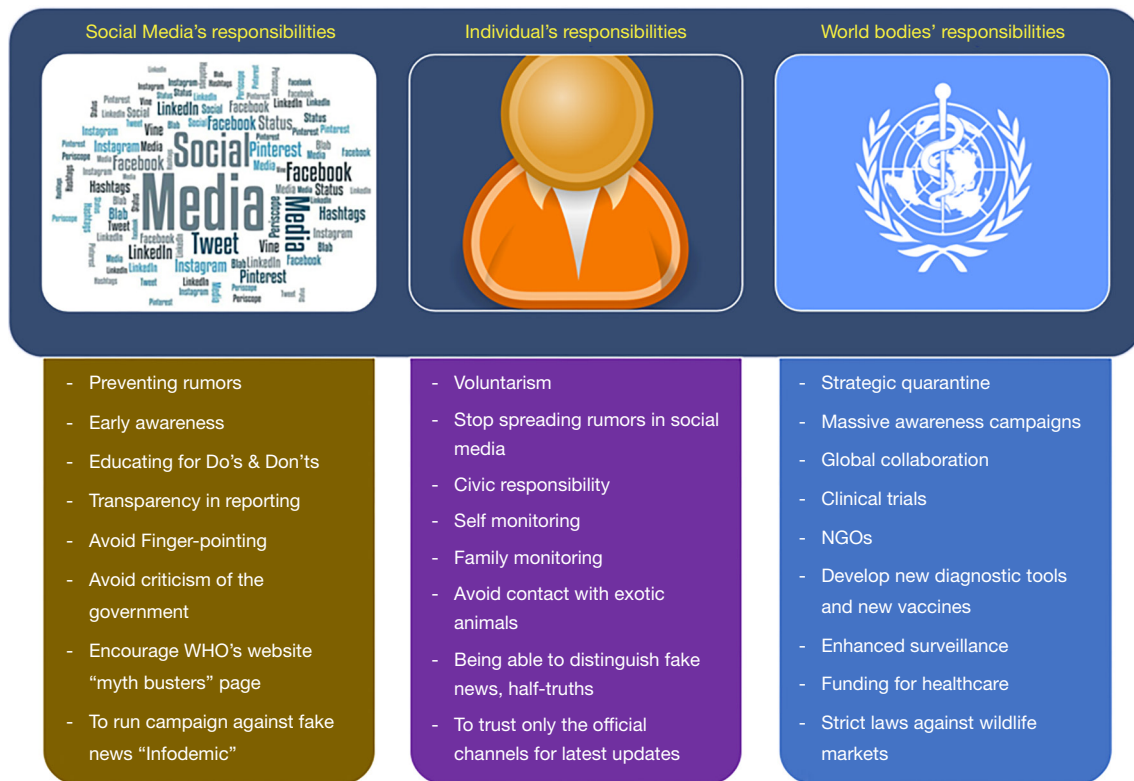 Social Media’s responsibilities
Individual’s responsibilities
World bodies’ responsibilities
Social
Media
Facebook
Pinterest
Tweet
Media
LinkedIn
Instagram
Hashtags
Status
Vine
Blab
Periscope
- Preventing rumors
- Early awareness
- Educating for Do’s & Don’ts
- Transparency in reporting
- Avoid Finger-pointing
- Avoid criticism of the
government
- Encourage WHO’s website
“myth busters” page
- To run campaign against fake
news “Infodemic”
- Voluntarism
- Stop spreading rumors in social
media
- Civic responsibility
- Self monitoring
- Family monitoring
- Avoid contact with exotic
animals
- Being able to distinguish fake
news, half-truths
- To trust only the official
channels for latest updates
- Strategic quarantine
- Massive awareness campaigns
- Global collaboration
- Clinical trials
- NGOs
- Develop new diagnostic tools
and new vaccines
- Enhanced surveillance
- Funding for healthcare
- Strict laws against wildlife
markets